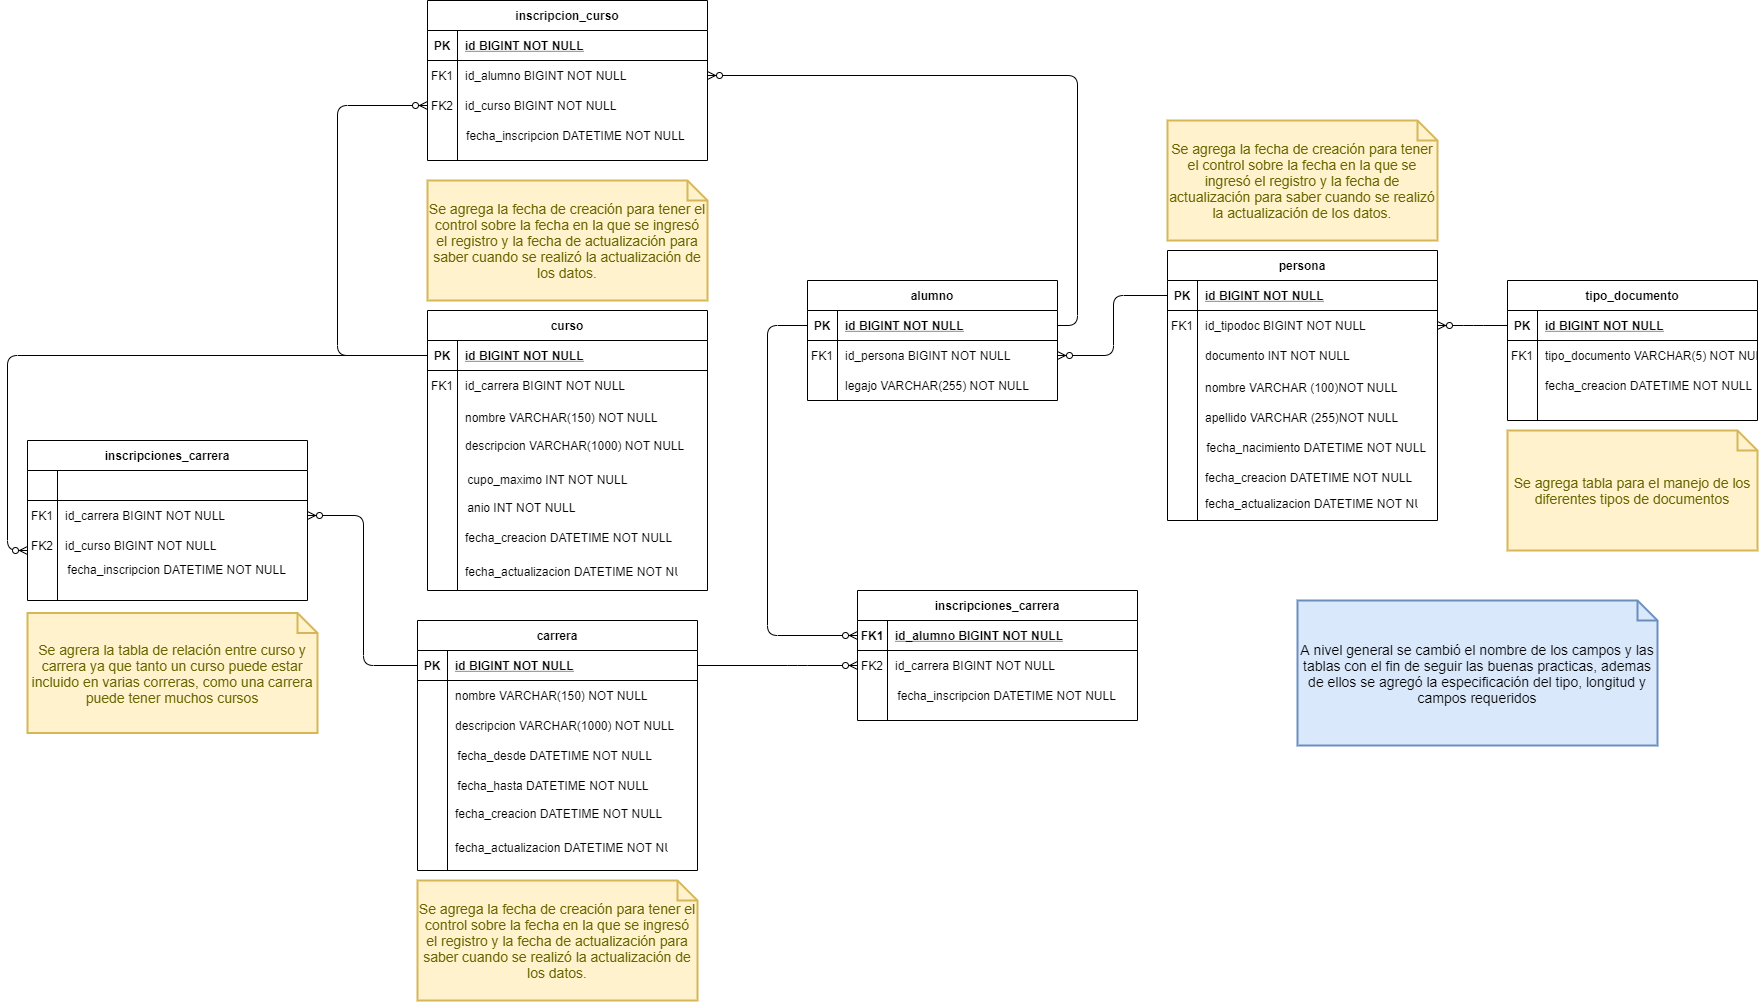 inscripcion_curso
PK id BIGINT NOT NULL
FK1 id_alumno BIGINT NOT NULL
FK2 id_curso BIGINT NOT NULL
fecha_inscripcion DATETIME NOT NULL
Se agrega la fecha de creación para tener el
control sobre la fecha en la que se ingresó
el registro y la fecha de actualización para
saber cuando se realizó la actualización de
los datos.
curso
PK id BIGINT NOT NULL
FK1 id_carrera BIGINT NOT NULL
nombre VARCHAR(150) NOT NULL
descripcion VARCHAR(1000) NOT NULL
cupo_maximo INT NOT NULL
anio INT NOT NULL
fecha_creacion DATETIME NOT NULL
fecha_actualizacion DATETIME NOT NU
inscripciones_carrera
FK1 id_carrera BIGINT NOT NULL
FK2 id_curso BIGINT NOT NULL
fecha_inscripcion DATETIME NOT NULL
Se agrera la tabla de relación entre curso y
carrera ya que tanto un curso puede estar
incluido en varias correras, como una carrera
puede tener muchos cursos
carrera
PK id BIGINT NOT NULL
nombre VARCHAR(150) NOT NULL
descripcion VARCHAR(1000) NOT NULL
fecha_desde DATETIME NOT NULL
fecha_hasta DATETIME NOT NULL
fecha_creacion DATETIME NOT NULL
fecha_actualizacion DATETIME NOT NU
Se agrega la fecha de creación para tener el
control sobre la fecha en la que se ingresó
el registro y la fecha de actualización para
saber cuando se realizó la actualización de
los datos.
alumno
PK id BIGINT NOT NULL
FK1 id_persona BIGINT NOT NULL
legajo VARCHAR(255) NOT NULL
inscripciones_carrera
FK1 id_alumno BIGINT NOT NULL
FK2 id_carrera BIGINT NOT NULL
fecha_inscripcion DATETIME NOT NULL
Se agrega la fecha de creación para tener
el control sobre la fecha en la que se
ingresó el registro y la fecha de
actualización para saber cuando se realizó
la actualización de los datos.
persona
PK id BIGINT NOT NULL
FK1 id_tipodoc BIGINT NOT NULL
documento INT NOT NULL
nombre VARCHAR (100)NOT NULL
apellido VARCHAR (255)NOT NULL
fecha_nacimiento DATETIME NOT NULL
fecha_creacion DATETIME NOT NULL
fecha_actualizacion DATETIME NOT NU
tipo_documento
PK id BIGINT NOT NULL
FK1 tipo_documento VARCHAR(5) NOT NU
fecha_creacion DATETIME NOT NULL
Se agrega tabla para el manejo de los
diferentes tipos de documentos
A nivel general se cambió el nombre de los campos y las
tablas con el fin de seguir las buenas practicas, ademas
de ellos se agregó la especificación del tipo, longitud y
campos requeridos